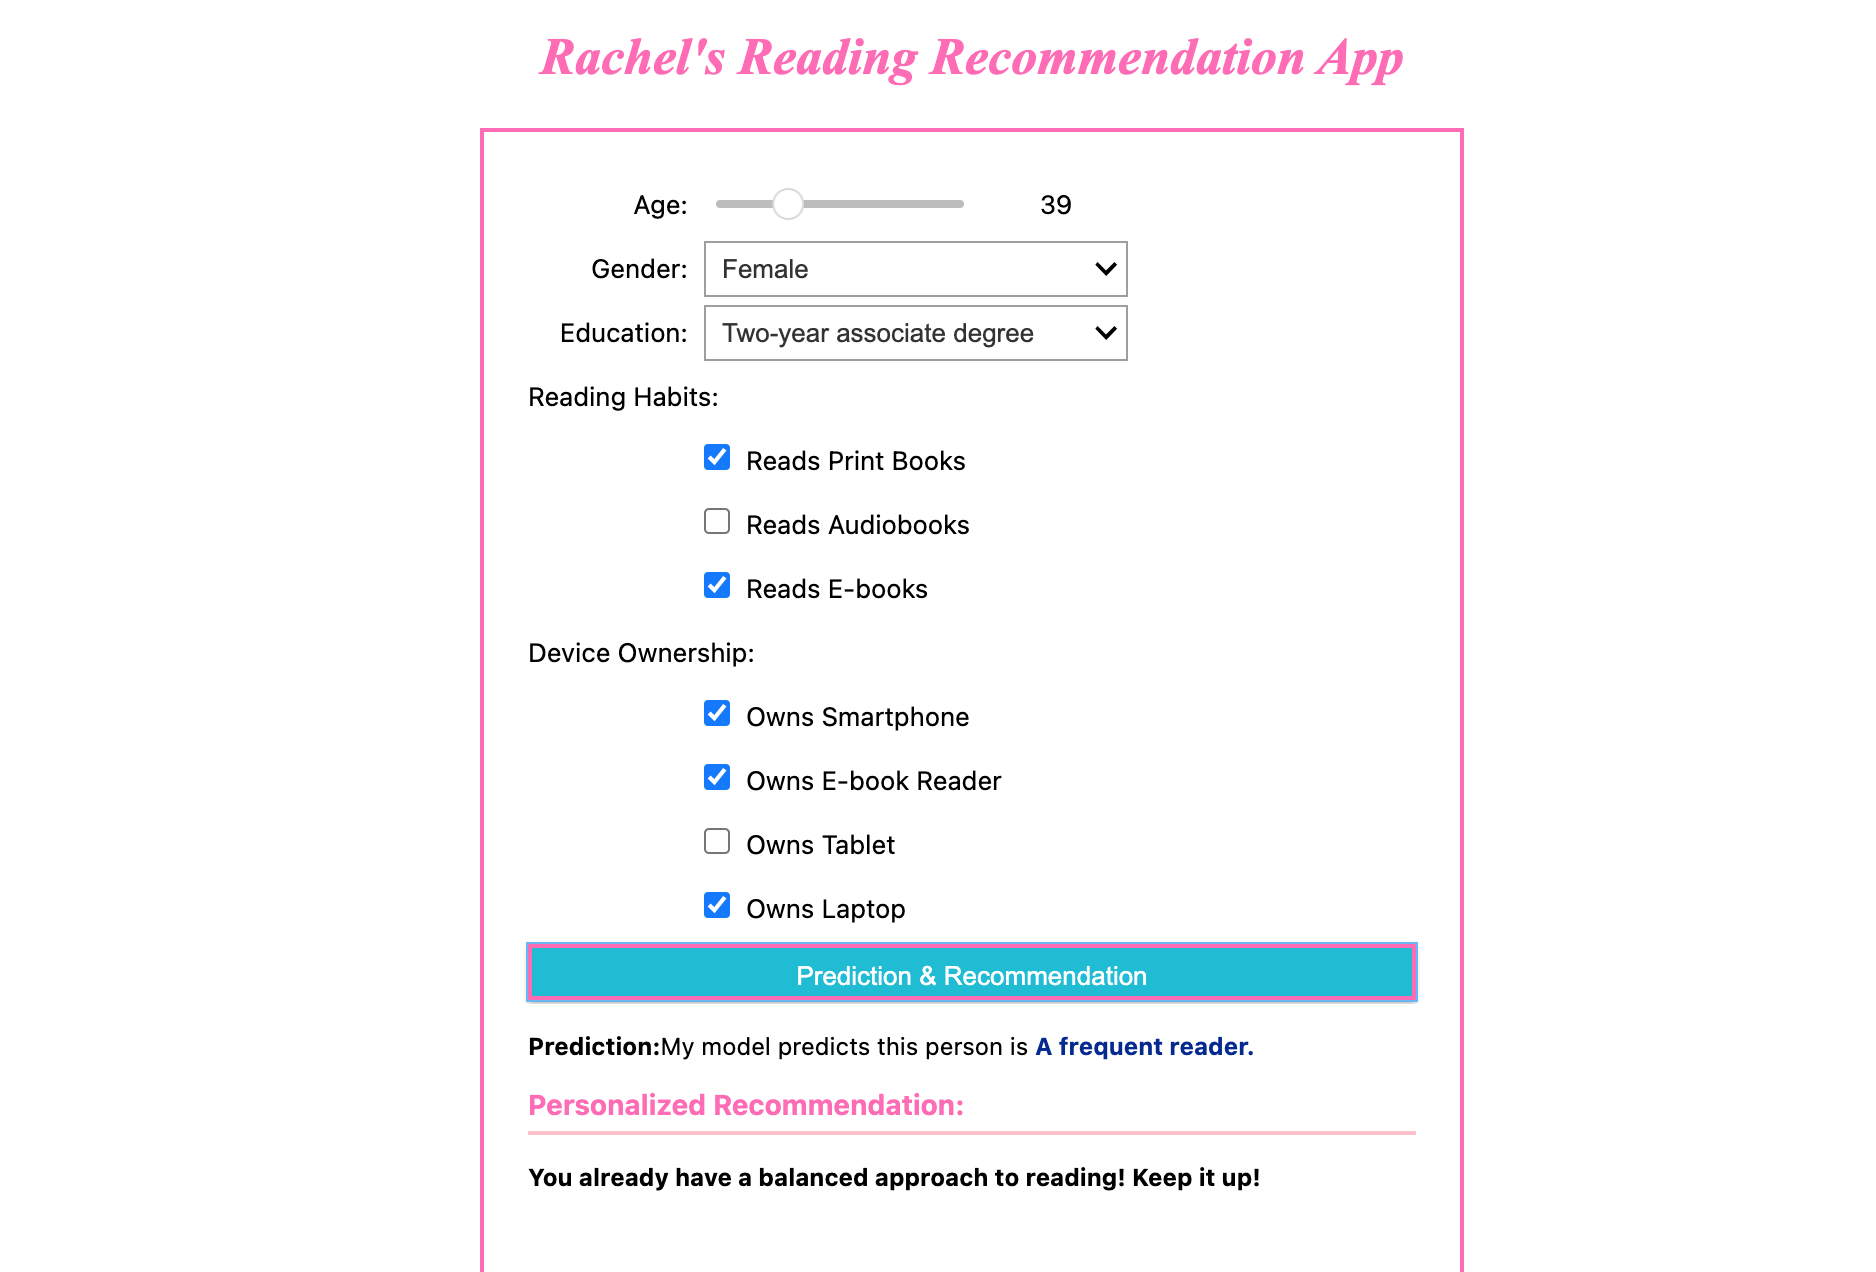 Rachel's Reading Recommendation App
Age: 39
Gender: Female
Education: Two-year associate degree
Reading Habits:
Reads Print Books
Reads Audiobooks
Reads E-books
Device Ownership:
Owns Smartphone
Owns E-book Reader
Owns Tablet
Owns Laptop
Prediction & Recommendation
Prediction:My model predicts this person is A frequent reader.
Personalized Recommendation:
You already have a balanced approach to reading! Keep it up!